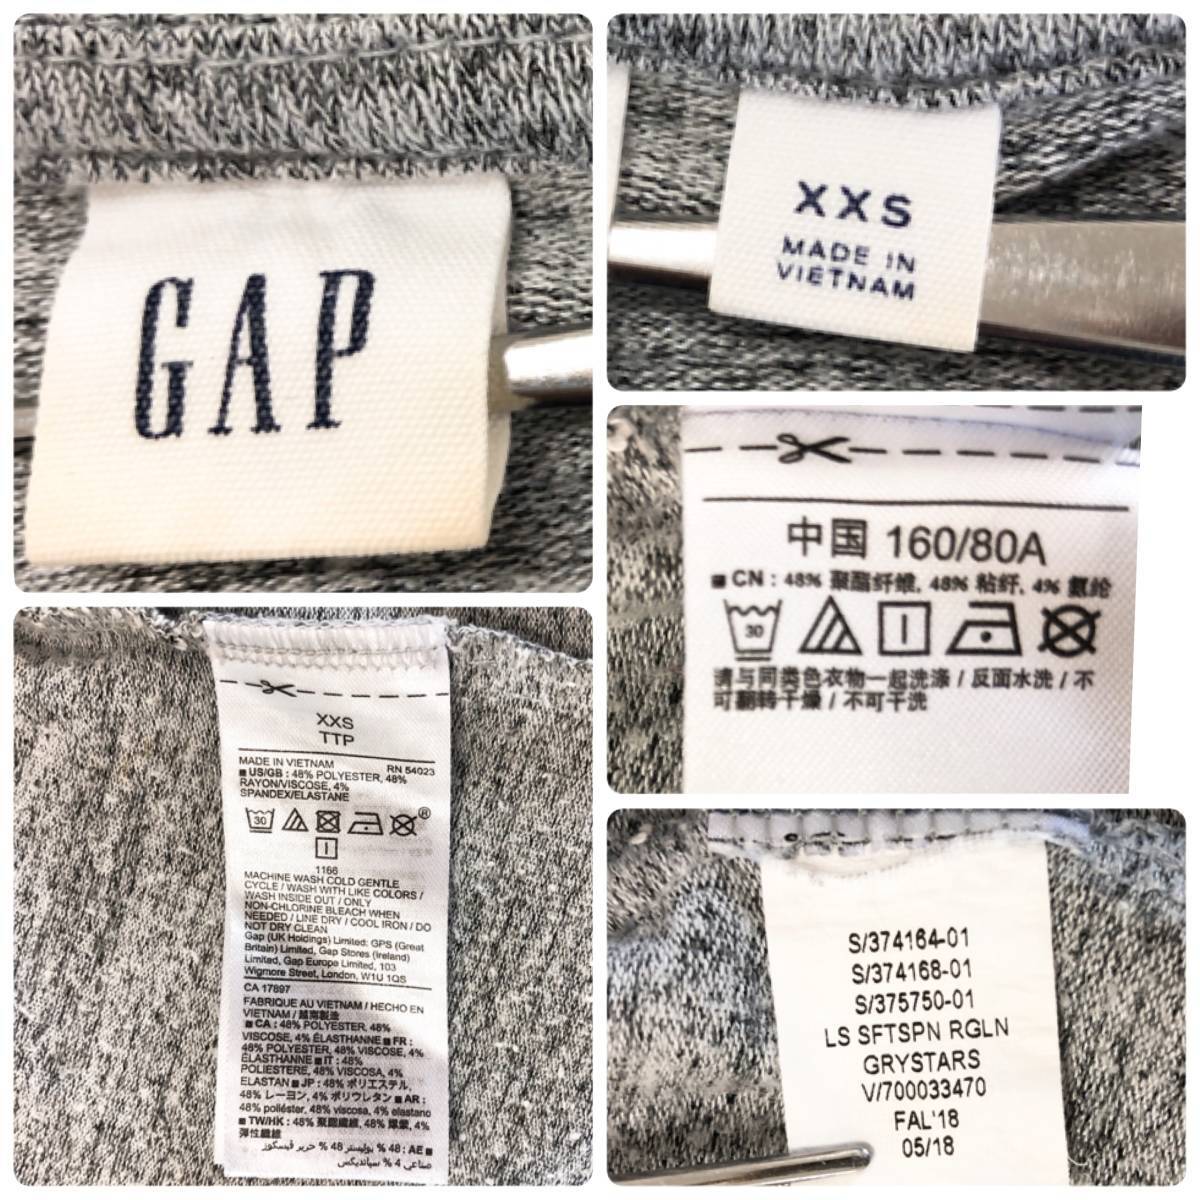 GAP
XXS
MADE IN
VIETNAM
中国 160/80A
■ CN : 48% 聚酯纤维, 48% 粘纤, 4% 氨纶
30
请与同类色衣物一起洗涤 / 反面水洗 / 不
可翻转干燥 / 不可干洗
XXS
TTP
MADE IN VIETNAM RN 54023
■ US/GB : 48% POLYESTER, 48%
RAYON/VISCOSE, 4%
SPANDEX/ELASTANE
30 ®
1166
MACHINE WASH COLD GENTLE
CYCLE / WASH WITH LIKE COLORS /
WASH INSIDE OUT / ONLY
NON-CHLORINE BLEACH WHEN
NEEDED / LINE DRY / COOL IRON / DO
NOT DRY CLEAN
Gap (UK Holdings) Limited: GPS (Great
Britain) Limited, Gap Stores (Ireland)
Limited, Gap Europe Limited, 103
Wigmore Street, London, W1U 1QS
CA 17897
FABRIQUE AU VIETNAM / HECHO EN
VIETNAM / 越南製造
■ CA : 48% POLYESTER, 48%
VISCOSE, 4% ÉLASTHANNE ■ FR :
48% POLYESTER, 48% VISCOSE, 4%
ÉLASTHANNE ■ IT : 48%
POLIESTERE, 48% VISCOSA, 4%
ELASTAN ■ JP : 48% ポリエステル,
48% レーヨン, 4% ポリウレタン ■ AR :
48% poliéster, 48% viscosa, 4% elastano
■ TW/HK : 48% 聚酯纖維, 48% 嫘縈, 4%
彈性纖維
AE ■ : 48 % بوليستر 48 % حرير فيسكوز
صناعي 4 % سباندكس
S/374164-01
S/374168-01
S/375750-01
LS SFTSPN RGLN
GRYSTARS
V/700033470
FAL'18
05/18